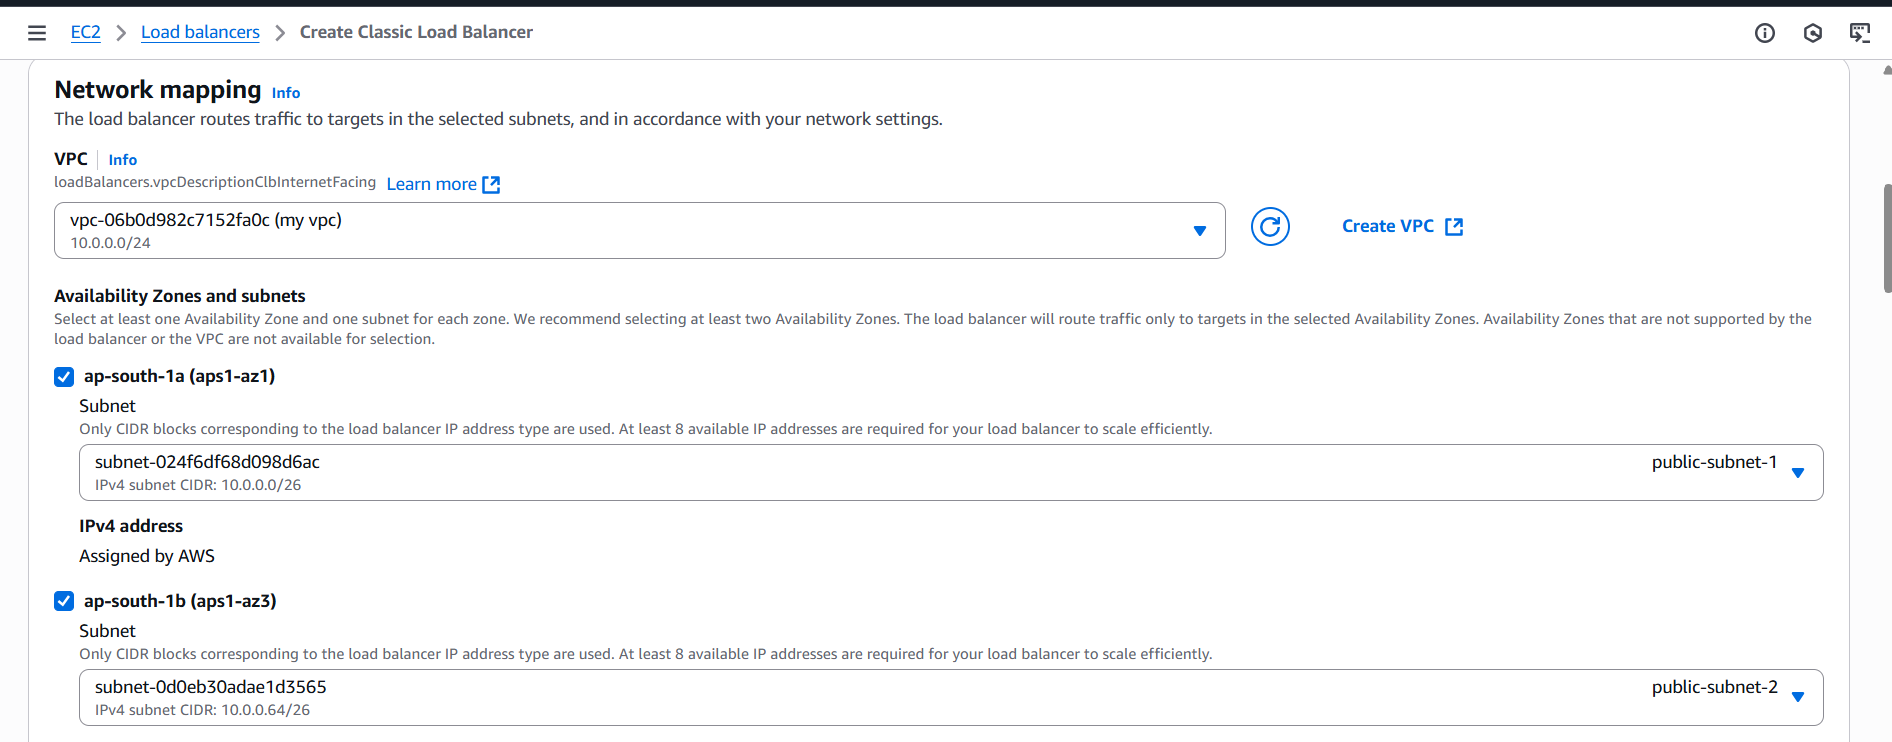 EC2 > Load balancers > Create Classic Load Balancer
Network mapping Info
The load balancer routes traffic to targets in the selected subnets, and in accordance with your network settings.
VPC Info
loadBalancers.vpcDescriptionClbInternetFacing Learn more
vpc-06b0d982c7152fa0c (my vpc)
10.0.0.0/24
Create VPC
Availability Zones and subnets
Select at least one Availability Zone and one subnet for each zone. We recommend selecting at least two Availability Zones. The load balancer will route traffic only to targets in the selected Availability Zones. Availability Zones that are not supported by the
load balancer or the VPC are not available for selection.
ap-south-1a (aps1-az1)
Subnet
Only CIDR blocks corresponding to the load balancer IP address type are used. At least 8 available IP addresses are required for your load balancer to scale efficiently.
subnet-024f6df68d098d6ac public-subnet-1
IPv4 subnet CIDR: 10.0.0.0/26
IPv4 address
Assigned by AWS
ap-south-1b (aps1-az3)
Subnet
Only CIDR blocks corresponding to the load balancer IP address type are used. At least 8 available IP addresses are required for your load balancer to scale efficiently.
subnet-0d0eb30adae1d3565 public-subnet-2
IPv4 subnet CIDR: 10.0.0.64/26